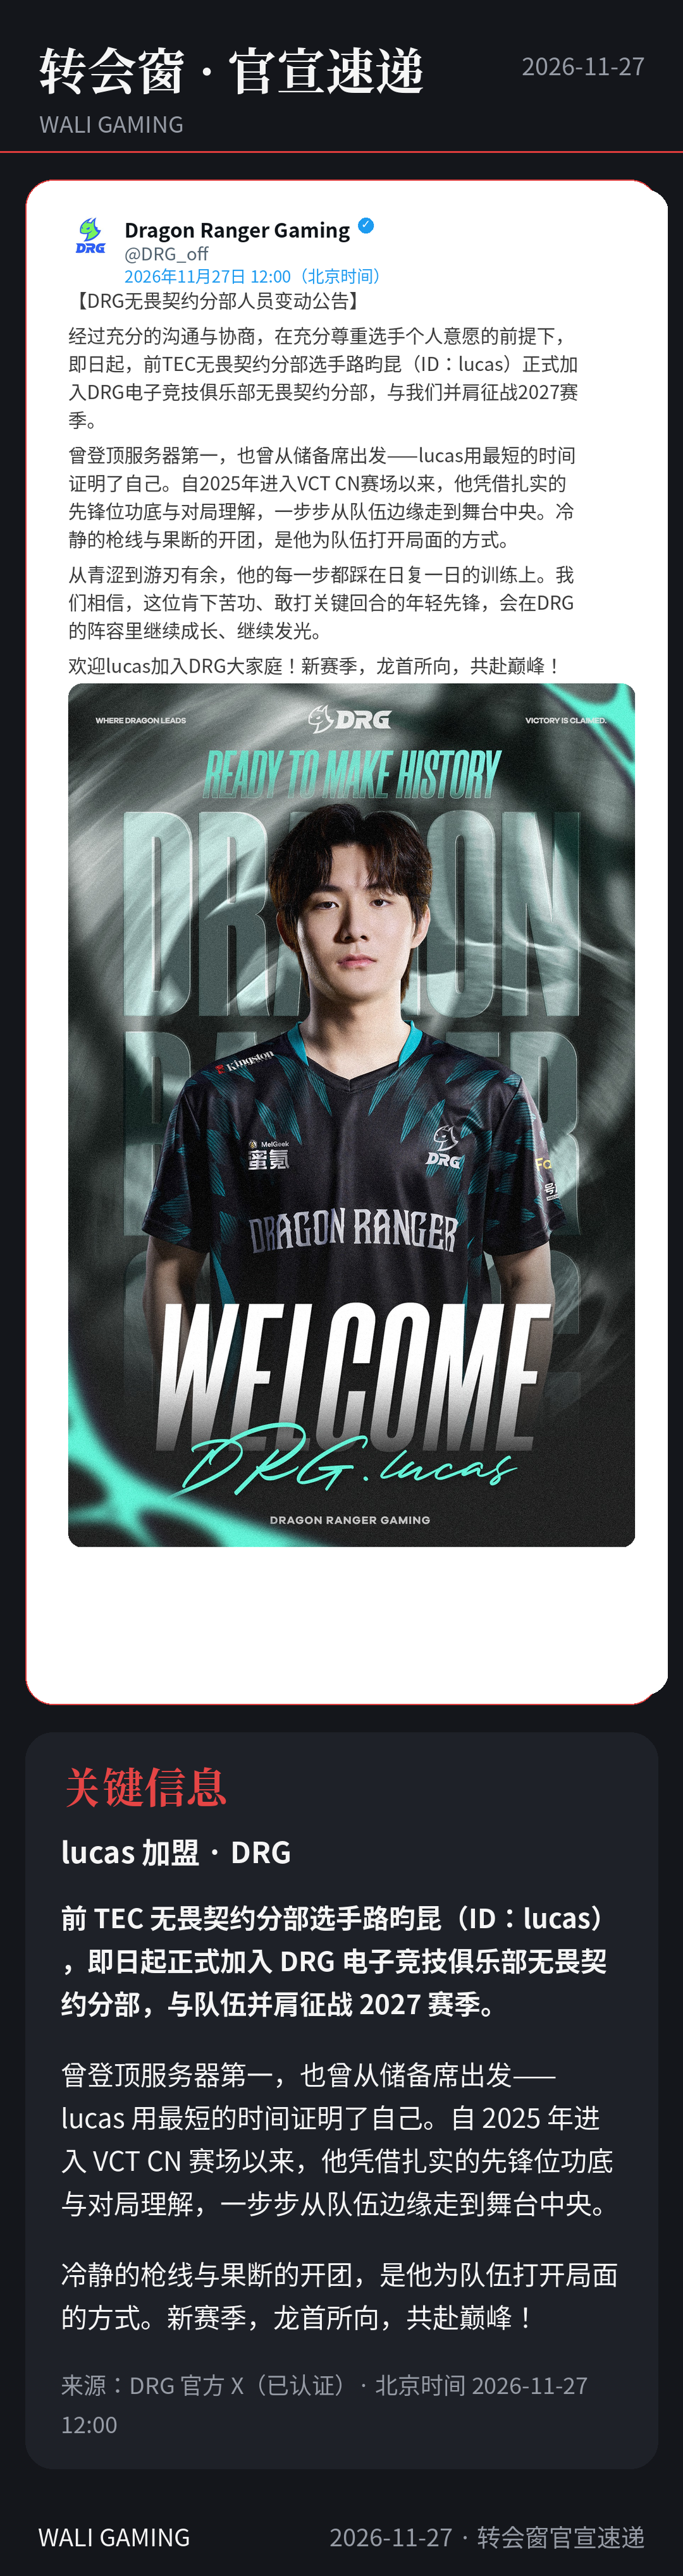 转会窗 · 官宣速递
2026-11-27
WALI GAMING
DRG
Dragon Ranger Gaming
@DRG_off
2026年11月27日 12:00（北京时间）
【DRG无畏契约分部人员变动公告】
经过充分的沟通与协商，在充分尊重选手个人意愿的前提下，
即日起，前TEC无畏契约分部选手路昀昆（ID：lucas）正式加
入DRG电子竞技俱乐部无畏契约分部，与我们并肩征战2027赛
季。
曾登顶服务器第一，也曾从储备席出发——lucas用最短的时间
证明了自己。自2025年进入VCT CN赛场以来，他凭借扎实的
先锋位功底与对局理解，一步步从队伍边缘走到舞台中央。冷
静的枪线与果断的开团，是他为队伍打开局面的方式。
从青涩到游刃有余，他的每一步都踩在日复一日的训练上。我
们相信，这位肯下苦功、敢打关键回合的年轻先锋，会在DRG
的阵容里继续成长、继续发光。
欢迎lucas加入DRG大家庭！新赛季，龙首所向，共赴巅峰！
WHERE DRAGON LEADS
DRG
VICTORY IS CLAIMED.
READY TO MAKE HISTORY
DRAGON
Kingston
MelGeek
蜜氪
DRG
DRAGON RANGER
WELCOME
DRG.lucas
DRAGON RANGER GAMING
关键信息
lucas 加盟 · DRG
前 TEC 无畏契约分部选手路昀昆（ID：lucas）
，即日起正式加入 DRG 电子竞技俱乐部无畏契
约分部，与队伍并肩征战 2027 赛季。
曾登顶服务器第一，也曾从储备席出发——
lucas 用最短的时间证明了自己。自 2025 年进
入 VCT CN 赛场以来，他凭借扎实的先锋位功底
与对局理解，一步步从队伍边缘走到舞台中央。
冷静的枪线与果断的开团，是他为队伍打开局面
的方式。新赛季，龙首所向，共赴巅峰！
来源：DRG 官方 X（已认证）· 北京时间 2026-11-27
12:00
WALI GAMING
2026-11-27 · 转会窗官宣速递